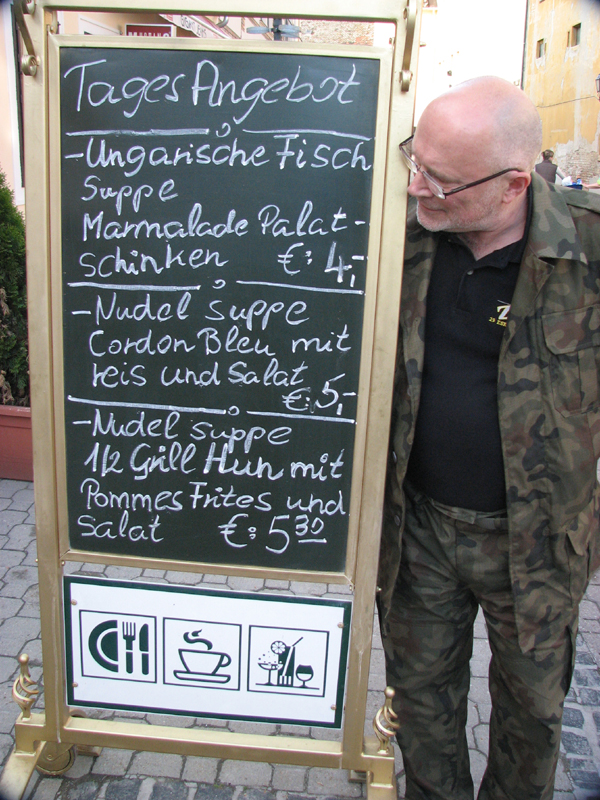 Tages Angebot
- Ungarische Fisch
Suppe
Marmalade Palat-
schinken €: 4,-
- Nudel suppe
Cordon Bleu mit
reis und Salat
€: 5,-
- Nudel suppe
1/2 Grill Hun mit
Pommes Frites und
Salat €: 5 30